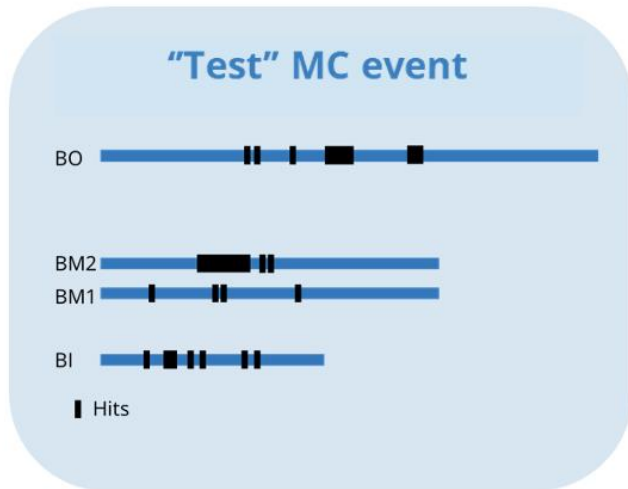 “Test” MC event
BO
BM2
BM1
BI
Hits